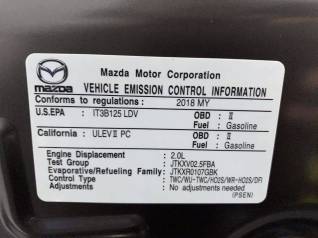 mazda
Mazda Motor Corporation
VEHICLE EMISSION CONTROL INFORMATION
Conforms to regulations : 2018 MY
U.S.EPA : IT3B125 LDV OBD : II
Fuel : Gasoline
California : ULEV II PC OBD : II
Fuel : Gasoline
Engine Displacement : 2.0L
Test Group : JTKXV02.5FBA
Evaporative/Refueling Family : JTKXR0107GBK
Control Type : TWC/WU-TWC/HO2S/WR-HO2S/DFI
Adjustments : No adjustments needed
(PSEN)